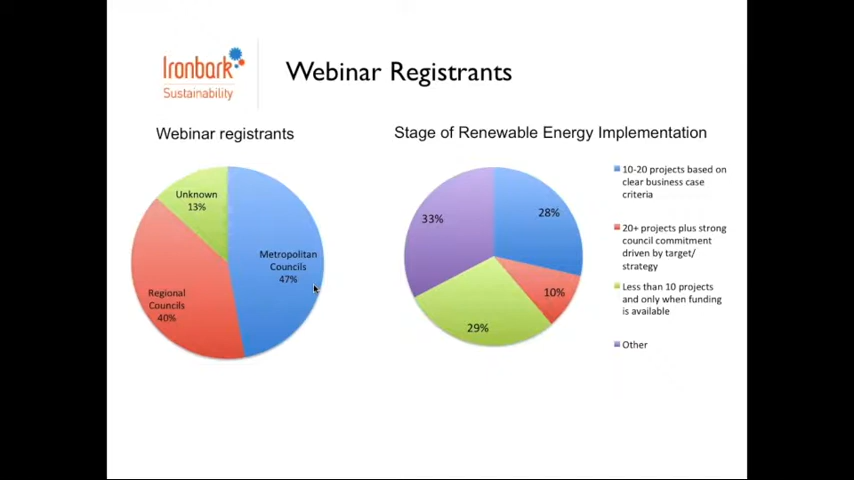 Ironbark
Sustainability
Webinar Registrants
Webinar registrants
Unknown
13%
Metropolitan
Councils
47%
Regional
Councils
40%
Stage of Renewable Energy Implementation
33%
28%
10%
29%
10-20 projects based on
clear business case
criteria
20+ projects plus strong
council commitment
driven by target/
strategy
Less than 10 projects
and only when funding
is available
Other